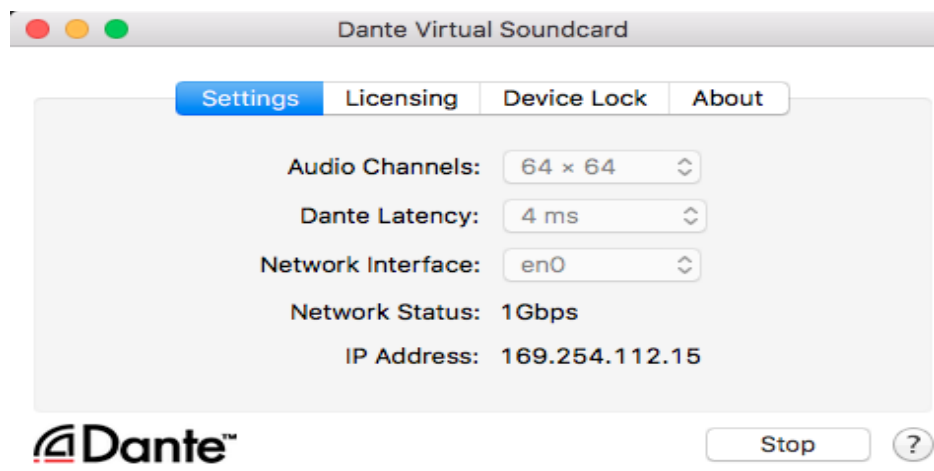 Dante Virtual Soundcard
Settings Licensing Device Lock About
Audio Channels: 64 × 64
Dante Latency: 4 ms
Network Interface: en0
Network Status: 1Gbps
IP Address: 169.254.112.15
Dante™ Stop ?